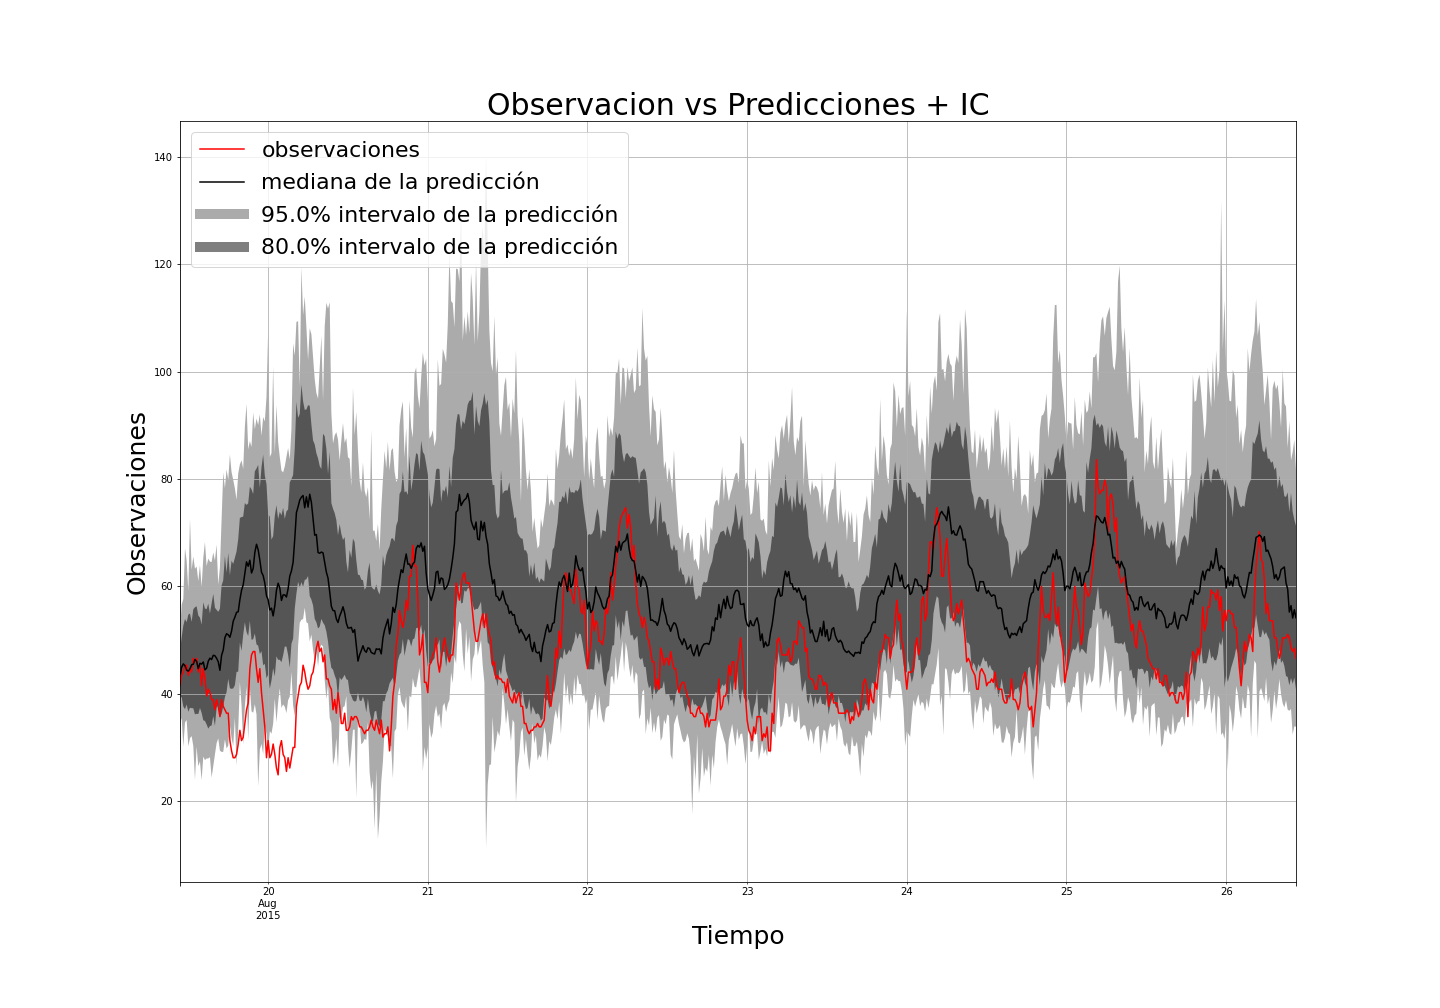 Observacion vs Predicciones + IC
observaciones
mediana de la predicción
95.0% intervalo de la predicción
80.0% intervalo de la predicción
140
120
100
80
60
40
20
Observaciones
20 21 22 23 24 25 26
Aug
2015
Tiempo